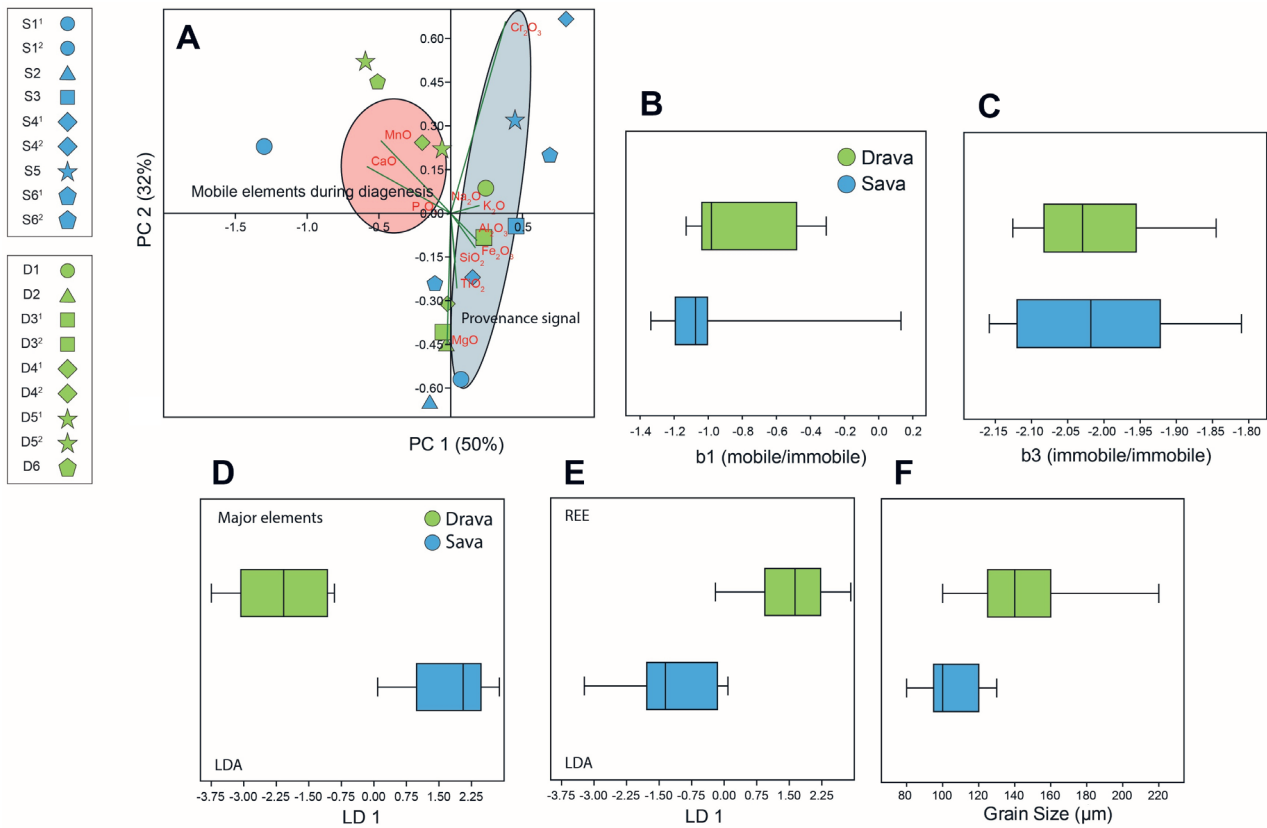 S1¹
S1²
S2
S3
S4¹
S4²
S5
S6¹
S6²
D1
D2
D3¹
D3²
D4¹
D4²
D5¹
D5²
D6
A
PC 2 (32%)
0.60
0.45
0.30
0.15
0.00
-0.15
-0.30
-0.45
-0.60
-1.5
-1.0
-0.5
0.5
Cr₂O₃
MnO
CaO
Mobile elements during diagenesis
Na₂O
K₂O
Al₂O₃
Fe₂O₃
SiO₂
TiO₂
Provenance signal
MgO
PC 1 (50%)
B
Drava
Sava
-1.4 -1.2 -1.0 -0.8 -0.6 -0.4 -0.2 0.0 0.2
b1 (mobile/immobile)
C
-2.15 -2.10 -2.05 -2.00 -1.95 -1.90 -1.85 -1.80
b3 (immobile/immobile)
D
Major elements
Drava
Sava
LDA
-3.75 -3.00 -2.25 -1.50 -0.75 0.00 0.75 1.50 2.25
LD 1
E
REE
LDA
-3.75 -3.00 -2.25 -1.50 -0.75 0.00 0.75 1.50 2.25
LD 1
F
80 100 120 140 160 180 200 220
Grain Size (μm)